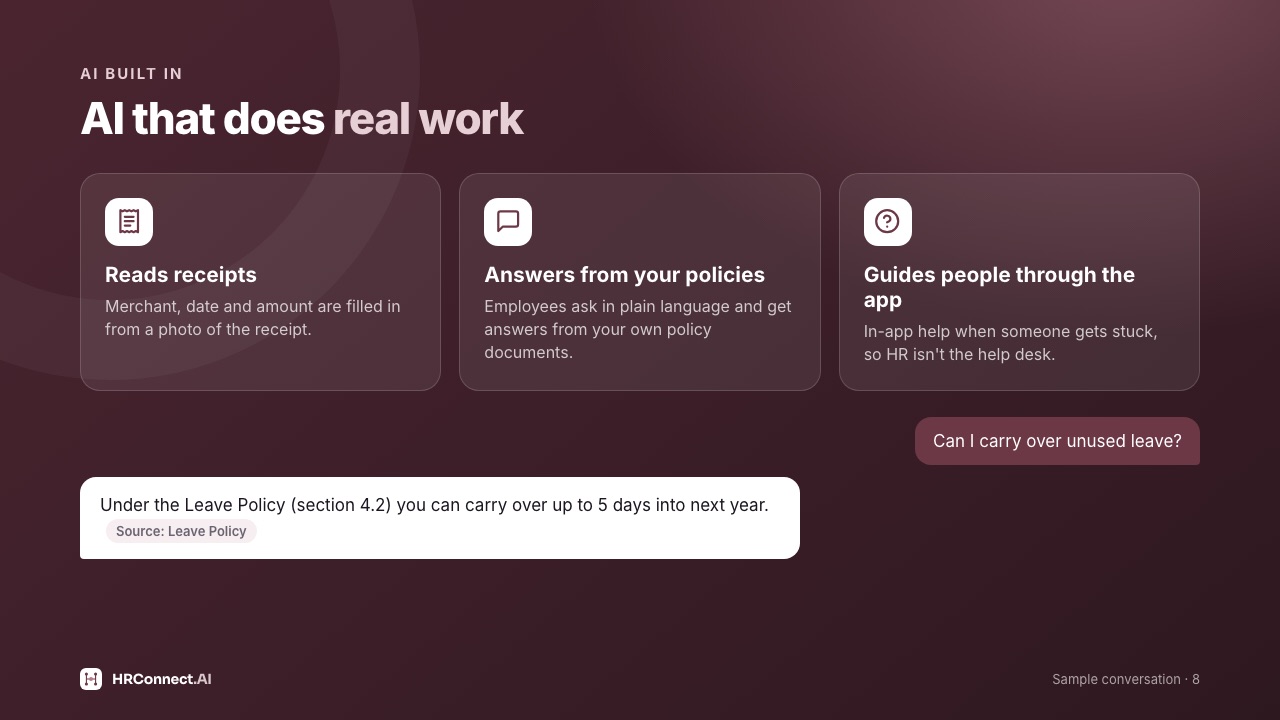 AI BUILT IN
AI that does real work
Reads receipts
Merchant, date and amount are filled in
from a photo of the receipt.
Answers from your policies
Employees ask in plain language and get
answers from your own policy
documents.
Guides people through the
app
In-app help when someone gets stuck,
so HR isn't the help desk.
Can I carry over unused leave?
Under the Leave Policy (section 4.2) you can carry over up to 5 days into next year.
Source: Leave Policy
HRConnect.AI
Sample conversation · 8